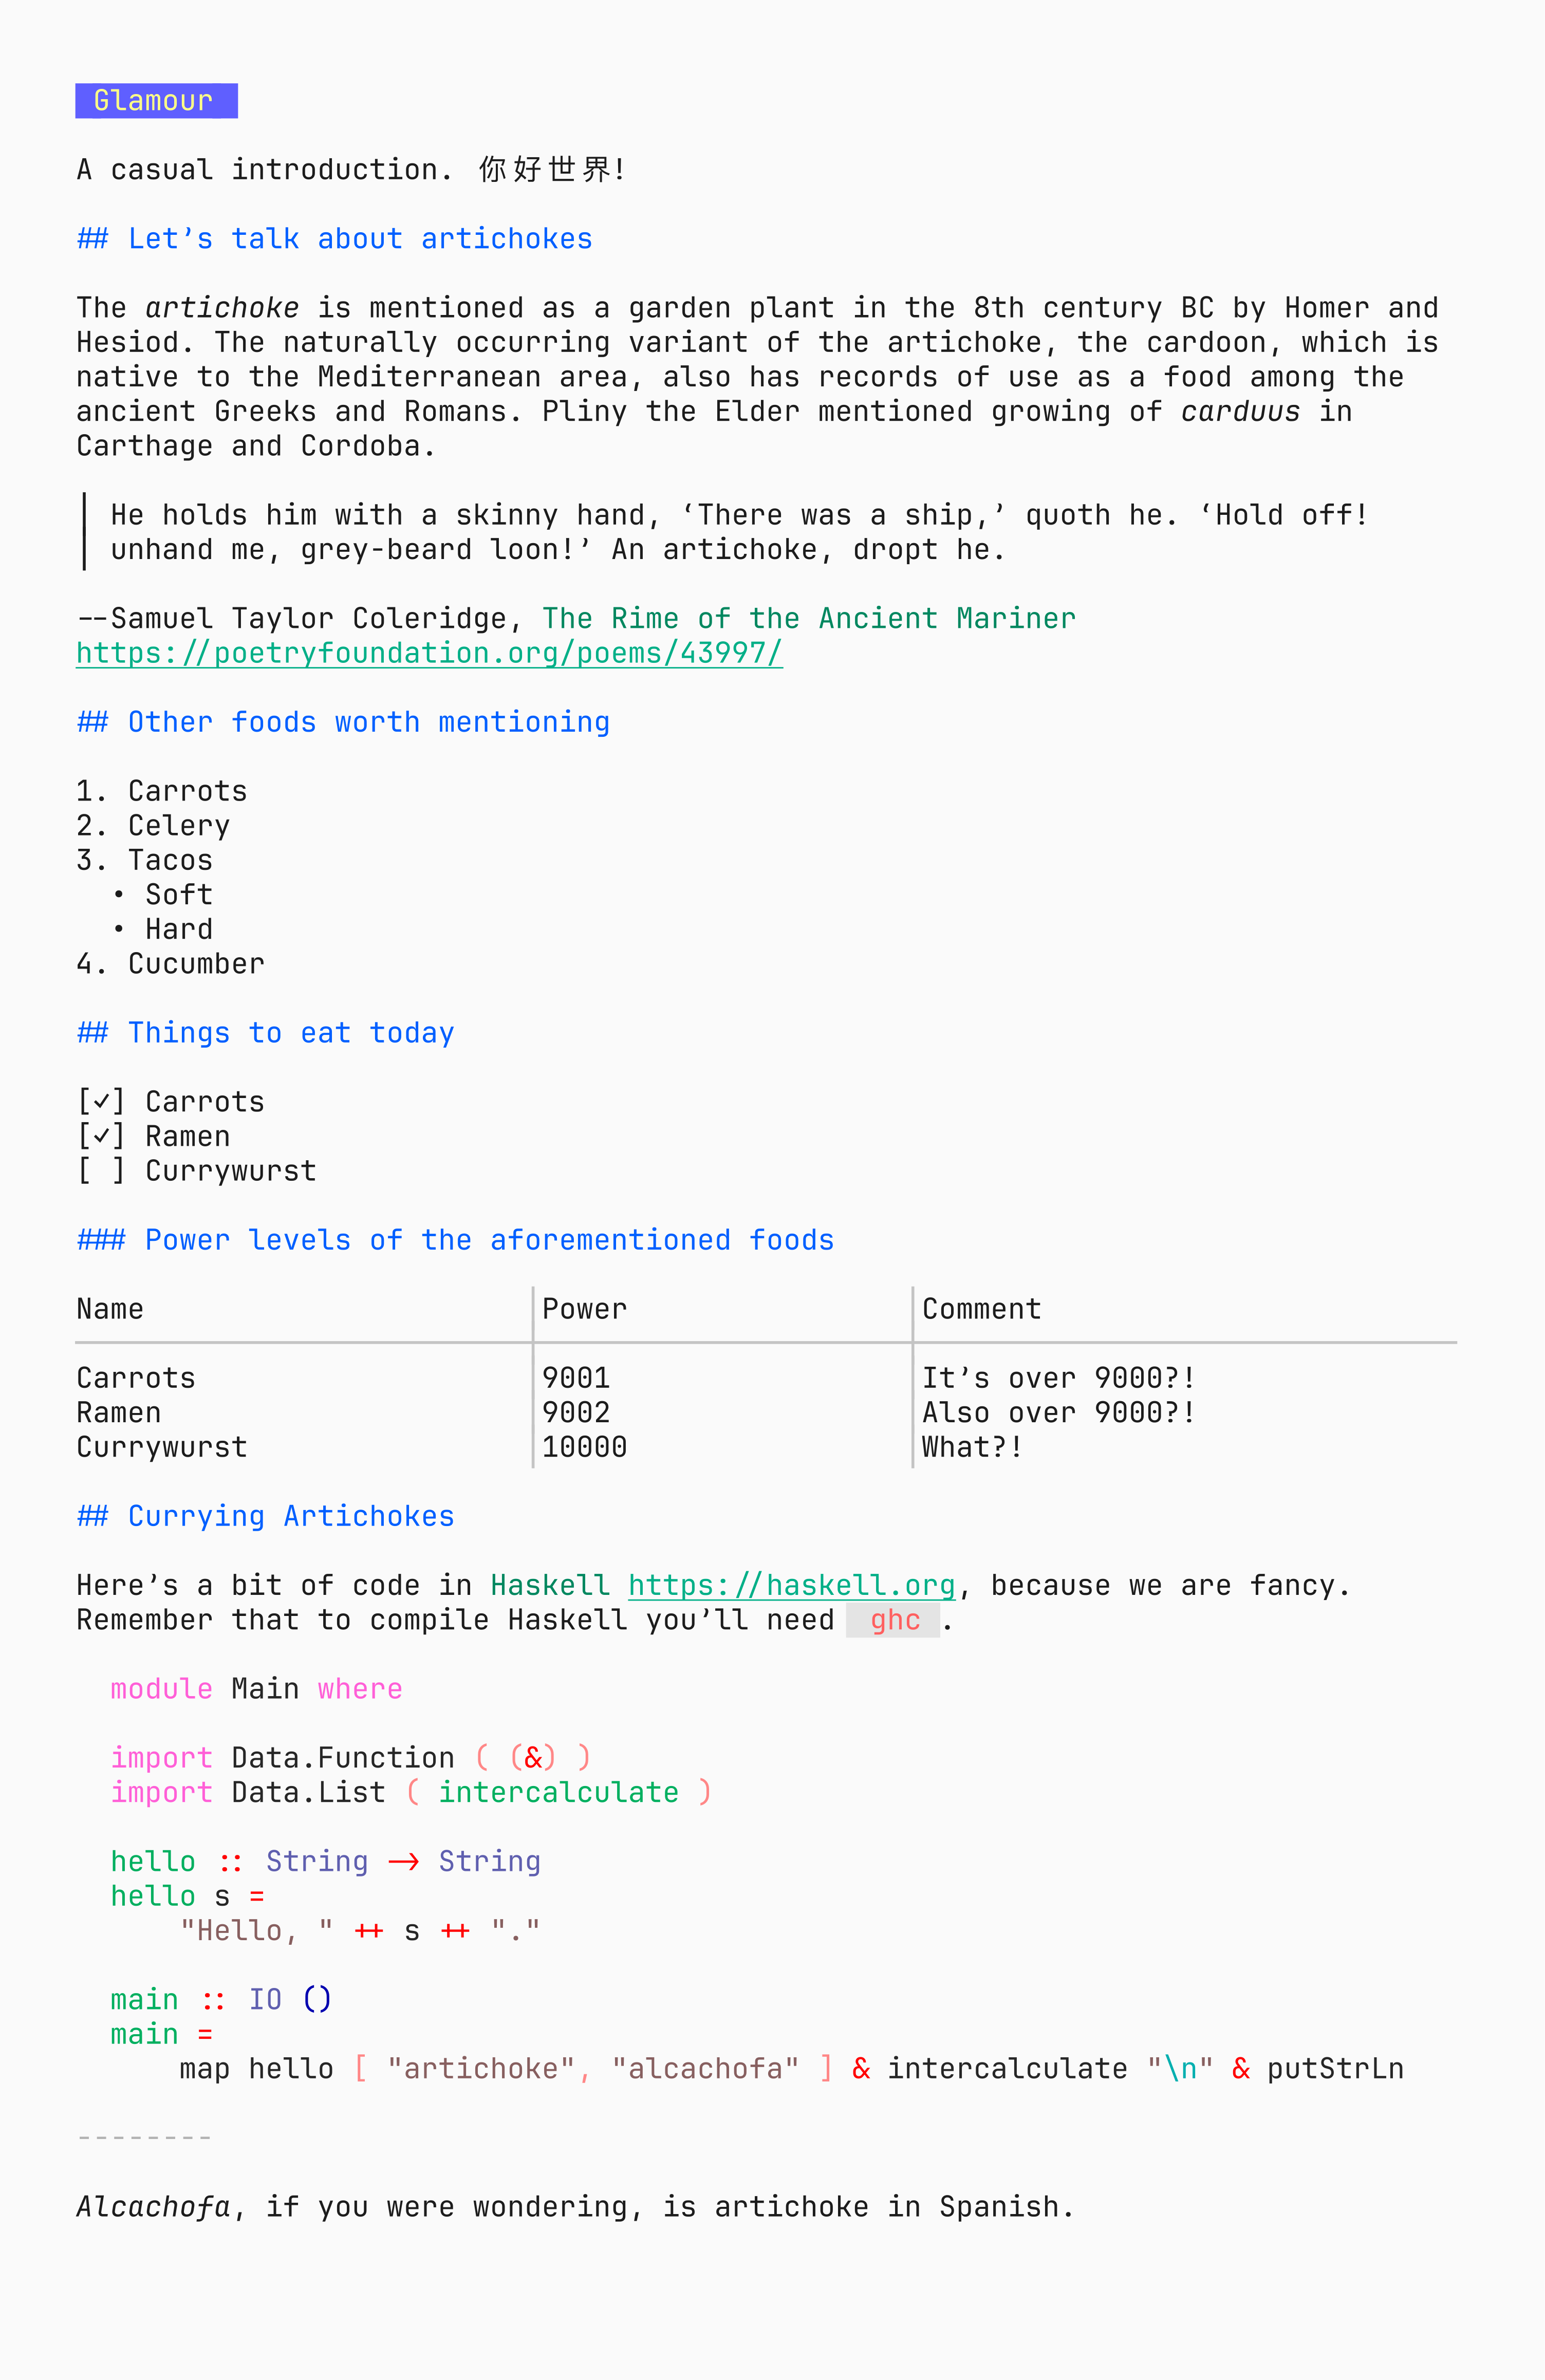 Glamour
A casual introduction. 你好世界!
## Let’s talk about artichokes
The artichoke is mentioned as a garden plant in the 8th century BC by Homer and
Hesiod. The naturally occurring variant of the artichoke, the cardoon, which is
native to the Mediterranean area, also has records of use as a food among the
ancient Greeks and Romans. Pliny the Elder mentioned growing of carduus in
Carthage and Cordoba.
He holds him with a skinny hand, ‘There was a ship,’ quoth he. ‘Hold off!
unhand me, grey-beard loon!’ An artichoke, dropt he.
--Samuel Taylor Coleridge, The Rime of the Ancient Mariner
https://poetryfoundation.org/poems/43997/
## Other foods worth mentioning
1. Carrots
2. Celery
3. Tacos
• Soft
• Hard
4. Cucumber
## Things to eat today
[✓] Carrots
[✓] Ramen
[ ] Currywurst
### Power levels of the aforementioned foods
Name │ Power │ Comment
Carrots │ 9001 │ It’s over 9000?!
Ramen │ 9002 │ Also over 9000?!
Currywurst │ 10000 │ What?!
## Currying Artichokes
Here’s a bit of code in Haskell https://haskell.org, because we are fancy.
Remember that to compile Haskell you’ll need ghc .
module Main where
import Data.Function ( (&) )
import Data.List ( intercalculate )
hello :: String -> String
hello s =
"Hello, " ++ s ++ "."
main :: IO ()
main =
map hello [ "artichoke", "alcachofa" ] & intercalculate "\n" & putStrLn
--------
Alcachofa, if you were wondering, is artichoke in Spanish.